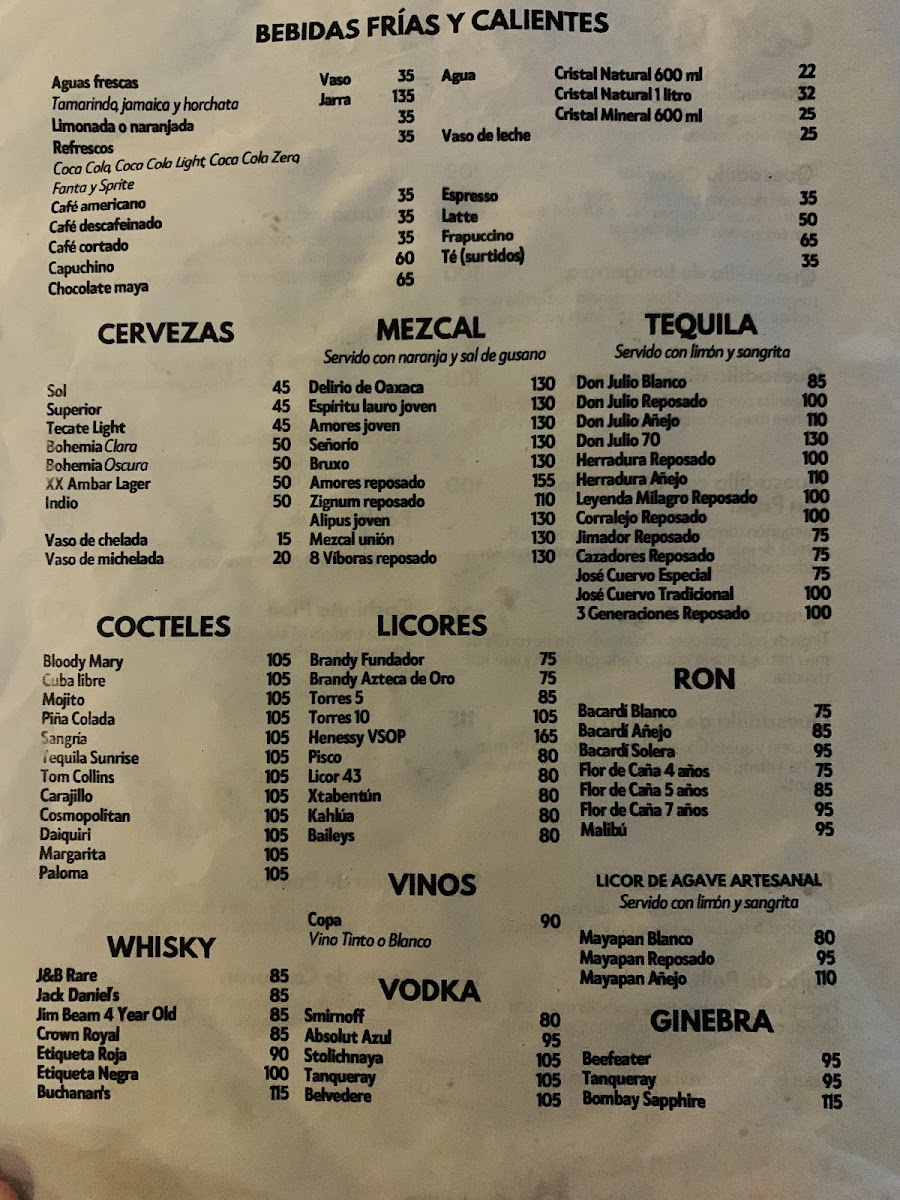 BEBIDAS FRÍAS Y CALIENTES
Aguas frescas Vaso 35
Tamarindo, jamaica y horchata Jarra 135
Limonada o naranjada 35
Refrescos 35
Coca Cola, Coca Cola Light, Coca Cola Zero,
Fanta y Sprite
Café americano 35
Café descafeinado 35
Café cortado 35
Capuchino 60
Chocolate maya 65
Agua Cristal Natural 600 ml 22
Cristal Natural 1 litro 32
Cristal Mineral 600 ml 25
Vaso de leche 25
Espresso 35
Latte 50
Frapuccino 65
Té (surtidos) 35
CERVEZAS
Sol 45
Superior 45
Tecate Light 45
Bohemia Clara 50
Bohemia Oscura 50
XX Ambar Lager 50
Indio 50
Vaso de chelada 15
Vaso de michelada 20
MEZCAL
Servido con naranja y sal de gusano
Delirio de Oaxaca 130
Espíritu lauro joven 130
Amores joven 130
Señorío 130
Bruxo 130
Amores reposado 155
Zignum reposado 110
Alipus joven 130
Mezcal unión 130
8 Víboras reposado 130
TEQUILA
Servido con limón y sangrita
Don Julio Blanco 85
Don Julio Reposado 100
Don Julio Añejo 110
Don Julio 70 130
Herradura Reposado 100
Herradura Añejo 110
Leyenda Milagro Reposado 100
Corralejo Reposado 100
Jimador Reposado 75
Cazadores Reposado 75
José Cuervo Especial 75
José Cuervo Tradicional 100
3 Generaciones Reposado 100
COCTELES
Bloody Mary 105
Cuba libre 105
Mojito 105
Piña Colada 105
Sangría 105
Tequila Sunrise 105
Tom Collins 105
Carajillo 105
Cosmopolitan 105
Daiquiri 105
Margarita 105
Paloma 105
LICORES
Brandy Fundador 75
Brandy Azteca de Oro 75
Torres 5 85
Torres 10 105
Henessy VSOP 165
Pisco 80
Licor 43 80
Xtabentún 80
Kahlúa 80
Baileys 80
RON
Bacardí Blanco 75
Bacardí Añejo 85
Bacardí Solera 95
Flor de Caña 4 años 75
Flor de Caña 5 años 85
Flor de Caña 7 años 95
Malibú 95
VINOS
Copa 90
Vino Tinto o Blanco
LICOR DE AGAVE ARTESANAL
Servido con limón y sangrita
Mayapan Blanco 80
Mayapan Reposado 95
Mayapan Añejo 110
WHISKY
J&B Rare 85
Jack Daniel's 85
Jim Beam 4 Year Old 85
Crown Royal 85
Etiqueta Roja 90
Etiqueta Negra 100
Buchanan's 115
VODKA
Smirnoff 80
Absolut Azul 95
Stolichnaya 105
Tanqueray 105
Belvedere 105
GINEBRA
Beefeater 95
Tanqueray 95
Bombay Sapphire 115